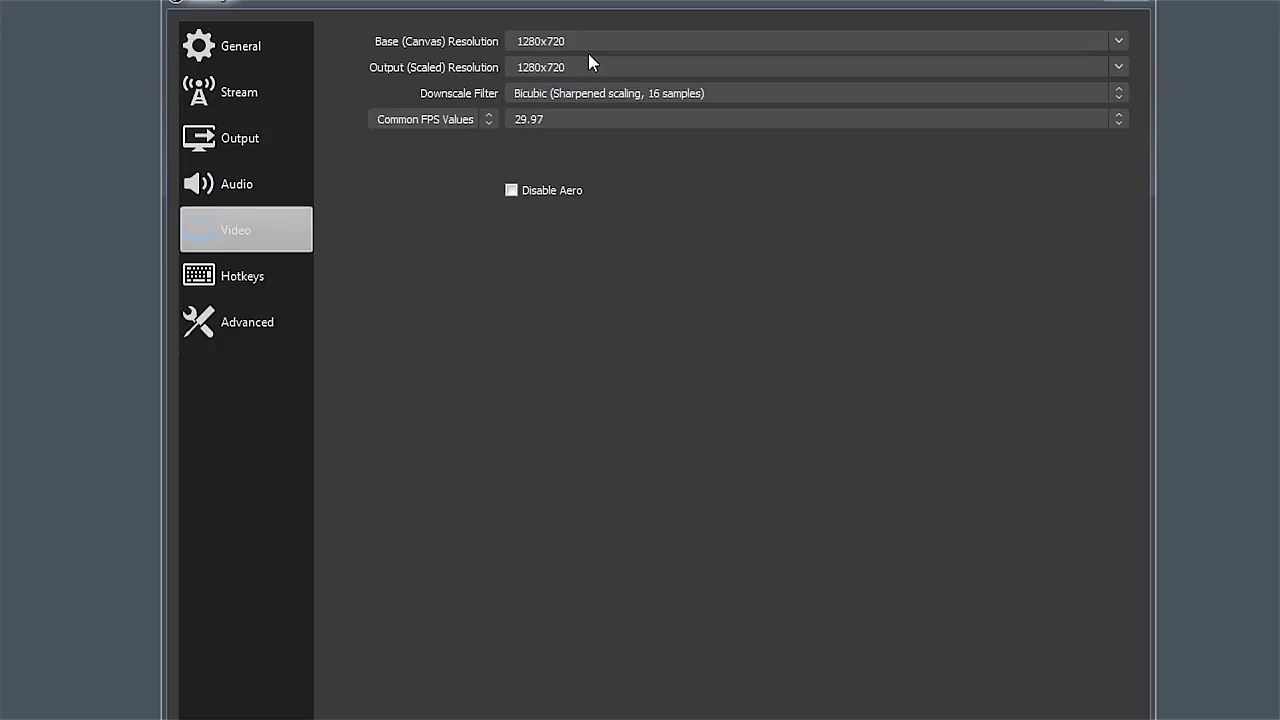 General
Stream
Output
Audio
Video
Hotkeys
Advanced
Base (Canvas) Resolution 1280x720
Output (Scaled) Resolution 1280x720
Downscale Filter Bicubic (Sharpened scaling, 16 samples)
Common FPS Values 29.97
Disable Aero